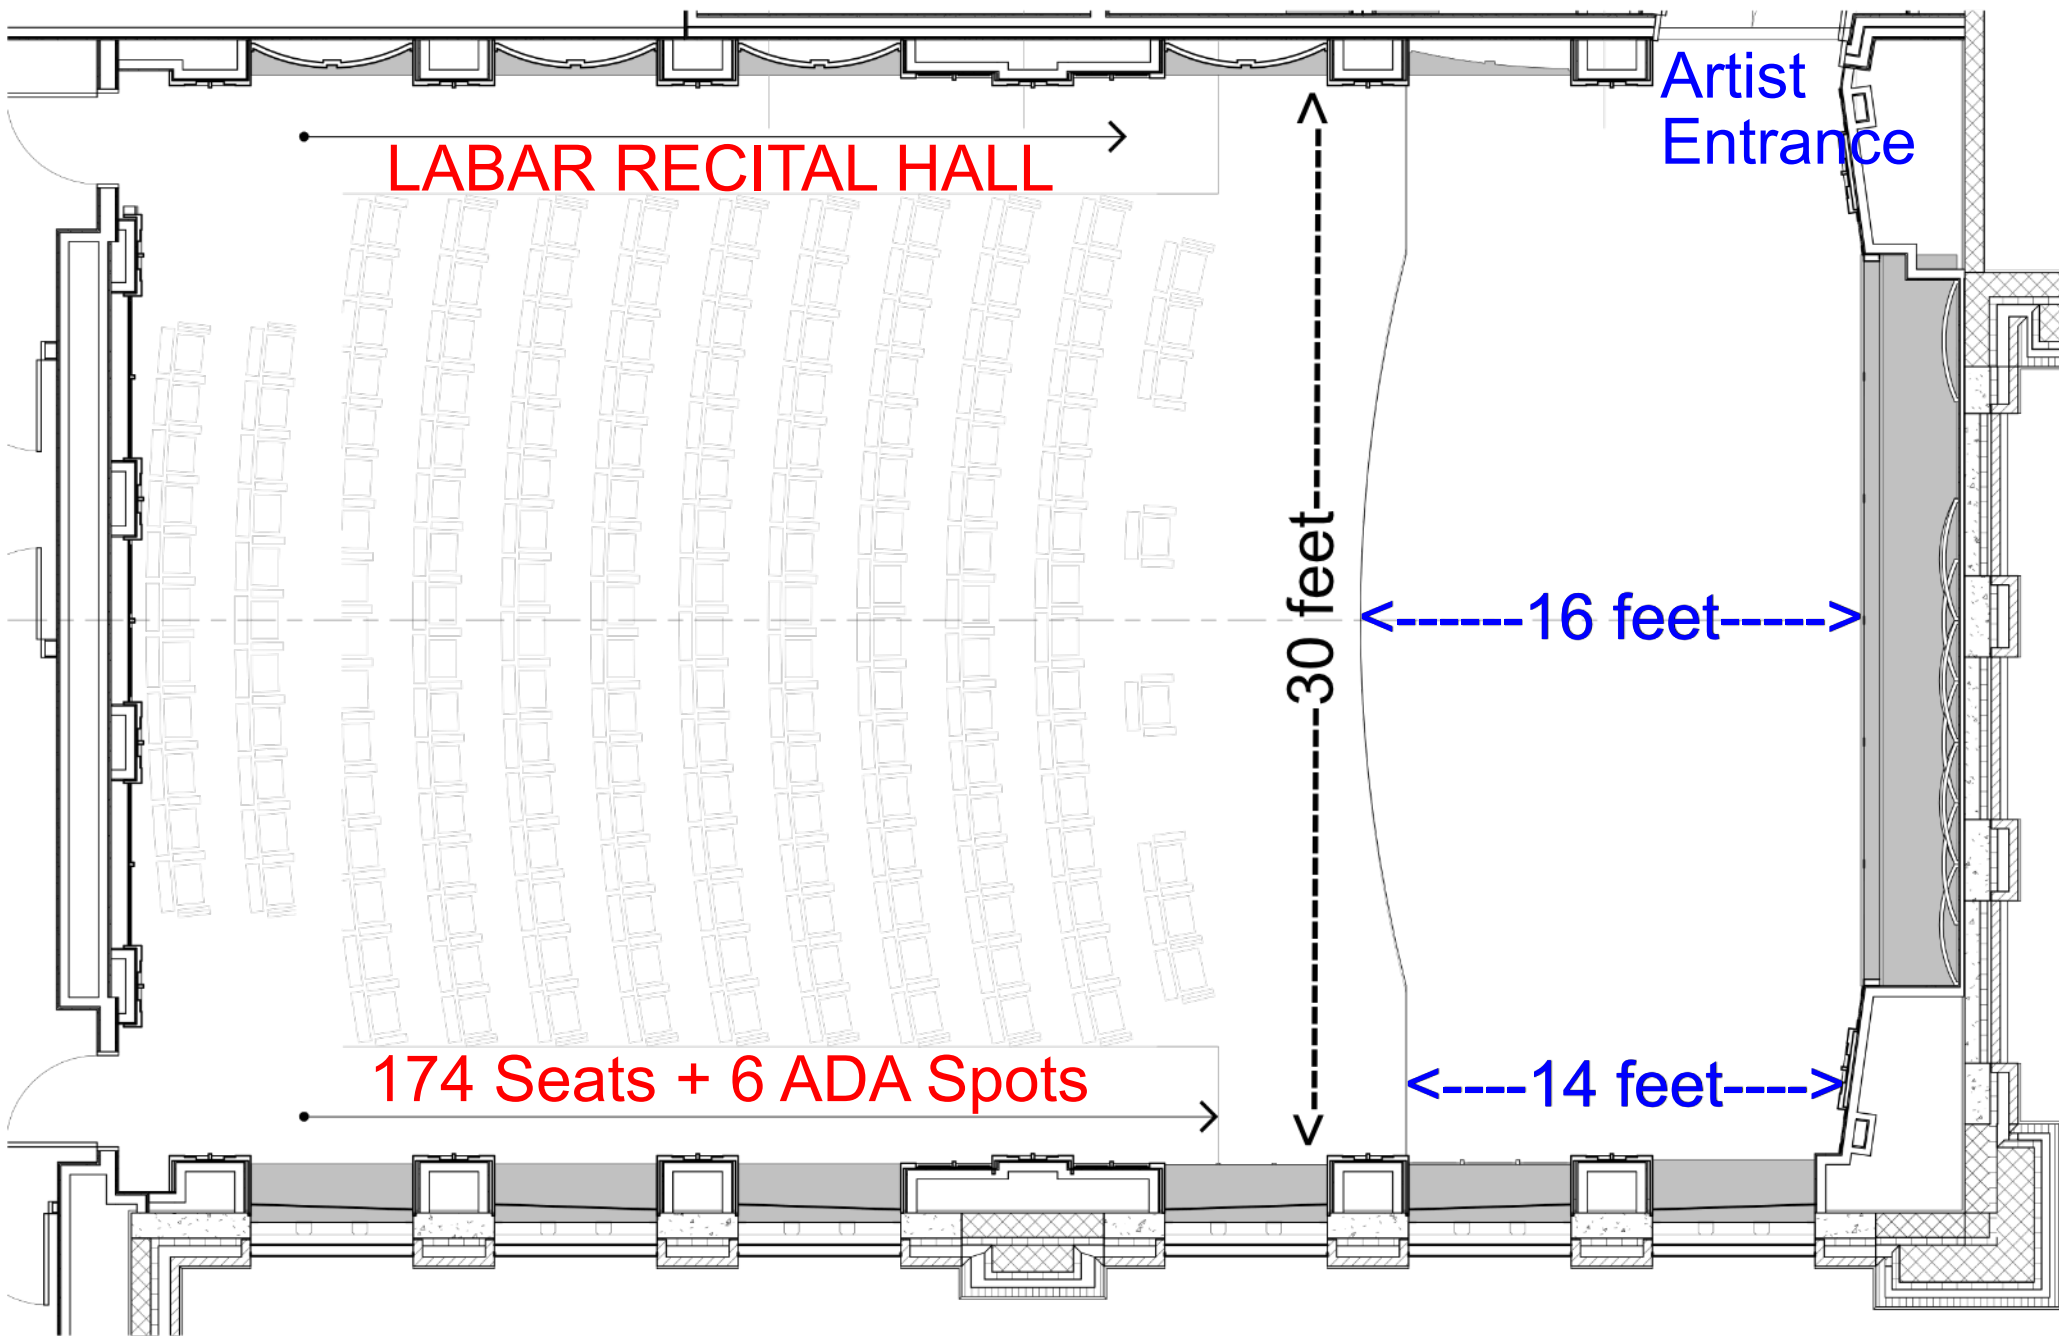 Artist
Entrance
LABAR RECITAL HALL
<----------30 feet---------->
<------16 feet----->
<----14 feet---->
174 Seats + 6 ADA Spots